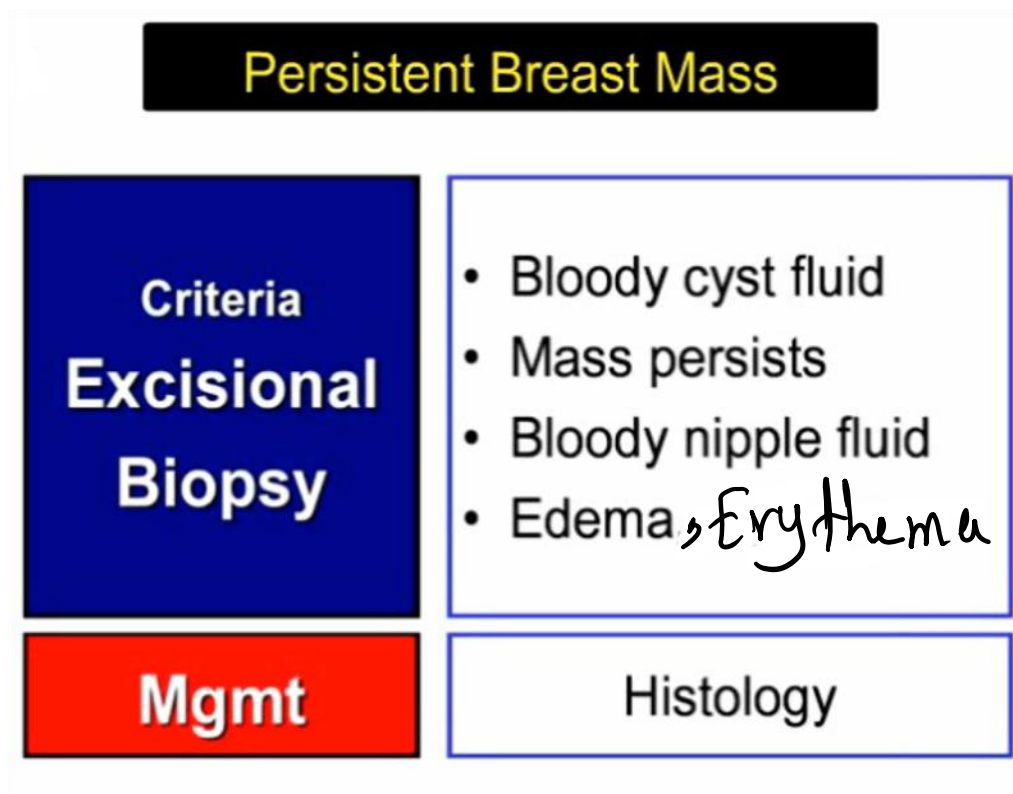 Persistent Breast Mass
Criteria
Excisional
Biopsy
• Bloody cyst fluid
• Mass persists
• Bloody nipple fluid
• Edema, Erythema
Mgmt
Histology